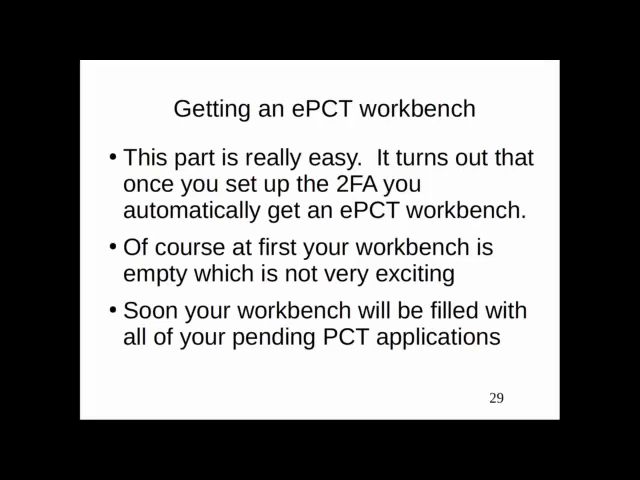 Getting an ePCT workbench
• This part is really easy.  It turns out that
once you set up the 2FA you
automatically get an ePCT workbench.
• Of course at first your workbench is
empty which is not very exciting
• Soon your workbench will be filled with
all of your pending PCT applications
29